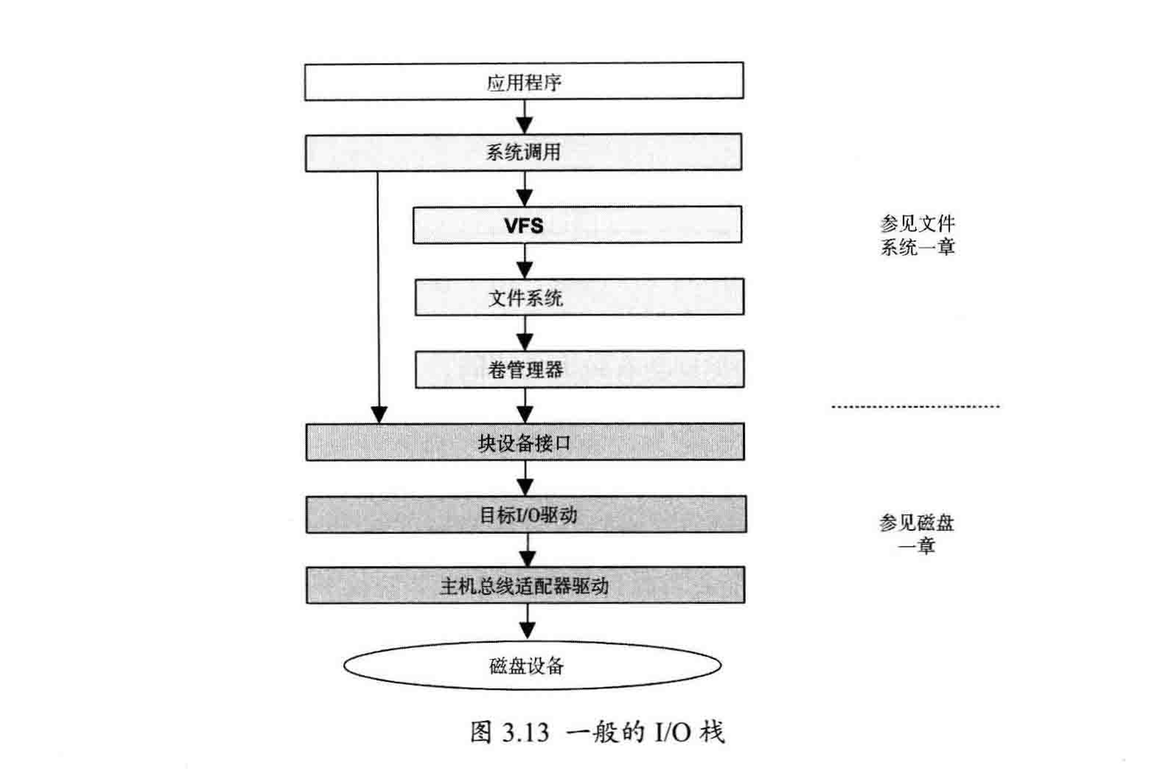 应用程序
系统调用
VFS
参见文件
系统一章
文件系统
卷管理器
块设备接口
目标I/O驱动
参见磁盘
一章
主机总线适配器驱动
磁盘设备
图 3.13 一般的 I/O 栈